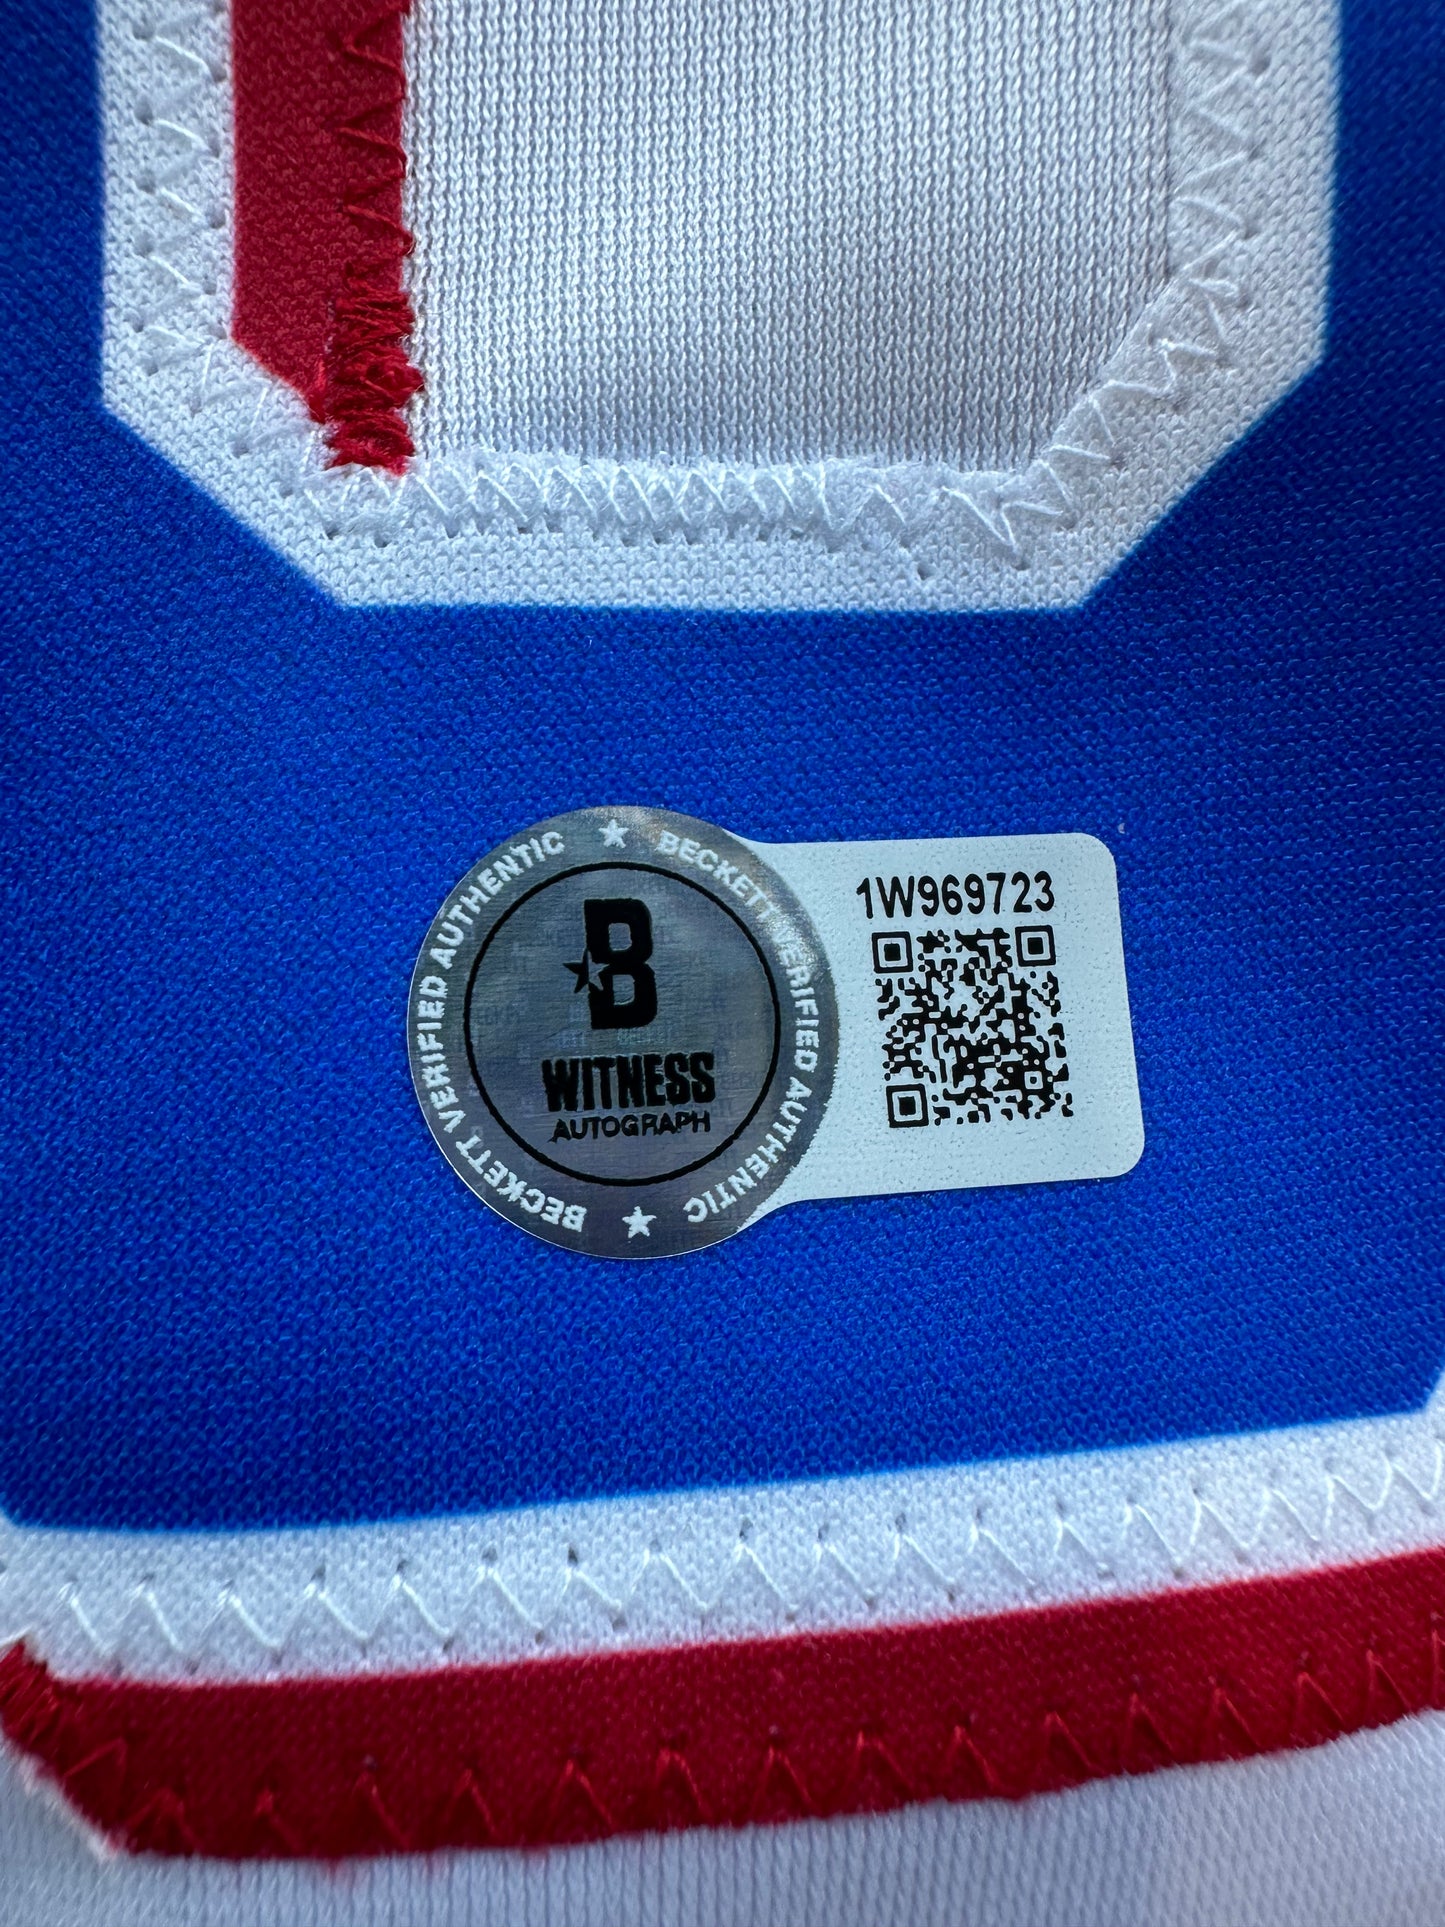 BECKETT VERIFIED AUTHENTIC ★ BECKETT VERIFIED AUTHENTIC ★
B
WITNESS
AUTOGRAPH
1W969723